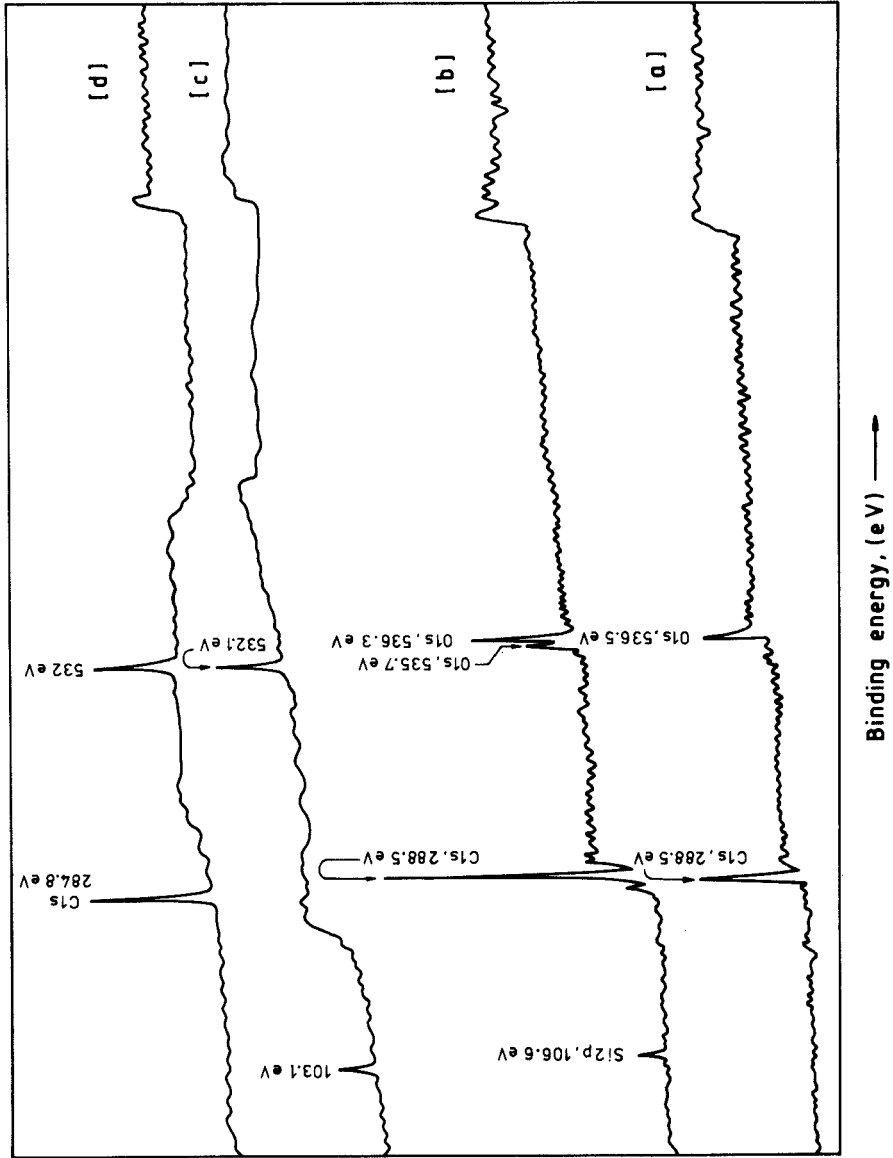 [d]
[c]
[b]
[a]
532 eV
532.1 eV
O1s, 536.3 eV
O1s, 535.7 eV
O1s, 536.5 eV
C1s
284.8 eV
C1s, 288.5 eV
C1s, 288.5 eV
103.1 eV
Si2p, 106.6 eV
Binding energy, (eV)